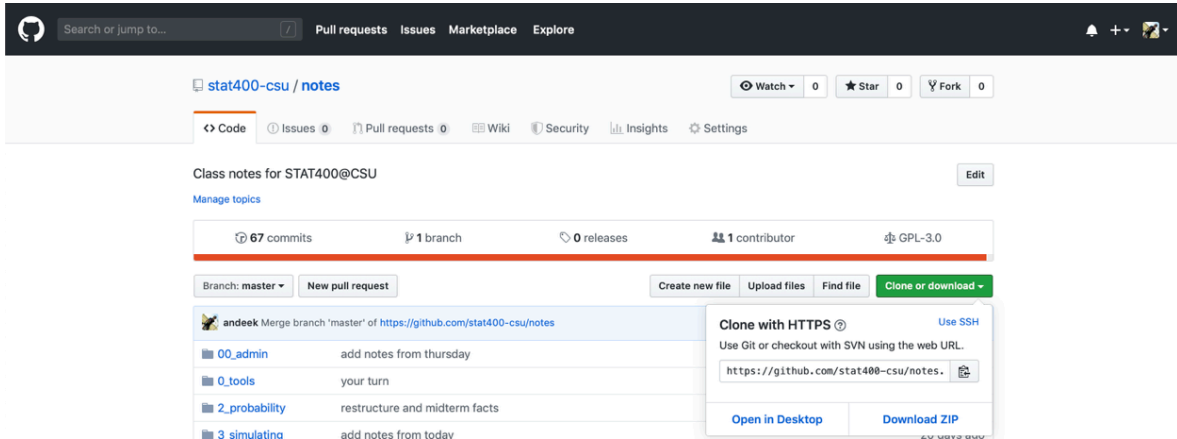 Search or jump to... /
Pull requests Issues Marketplace Explore
stat400-csu / notes
Watch 0 Star 0 Fork 0
Code Issues 0 Pull requests 0 Wiki Security Insights Settings
Class notes for STAT400@CSU Edit
Manage topics
67 commits 1 branch 0 releases 1 contributor GPL-3.0
Branch: master New pull request Create new file Upload files Find file Clone or download
andeek Merge branch 'master' of https://github.com/stat400-csu/notes
00_admin add notes from thursday
0_tools your turn
2_probability restructure and midterm facts
3_simulating add notes from today 20 days ago
Clone with HTTPS Use SSH
Use Git or checkout with SVN using the web URL.
https://github.com/stat400-csu/notes.
Open in Desktop Download ZIP